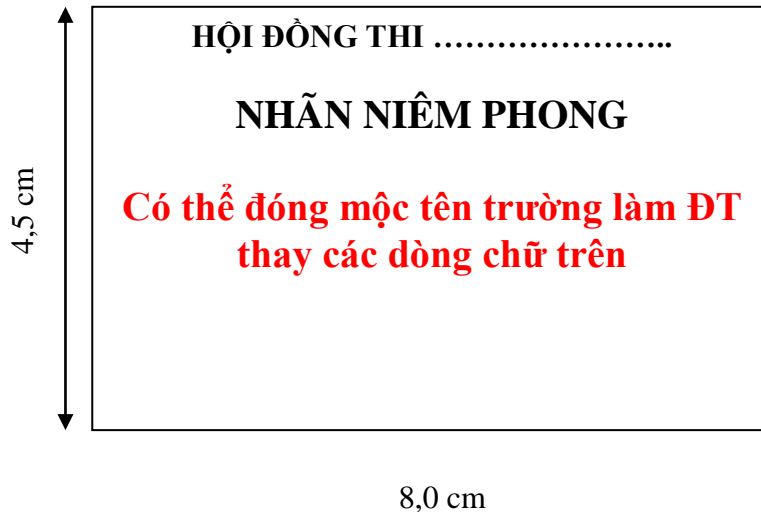 HỘI ĐỒNG THI …………………..
NHÃN NIÊM PHONG
Có thể đóng mộc tên trường làm ĐT
thay các dòng chữ trên
4,5 cm
8,0 cm